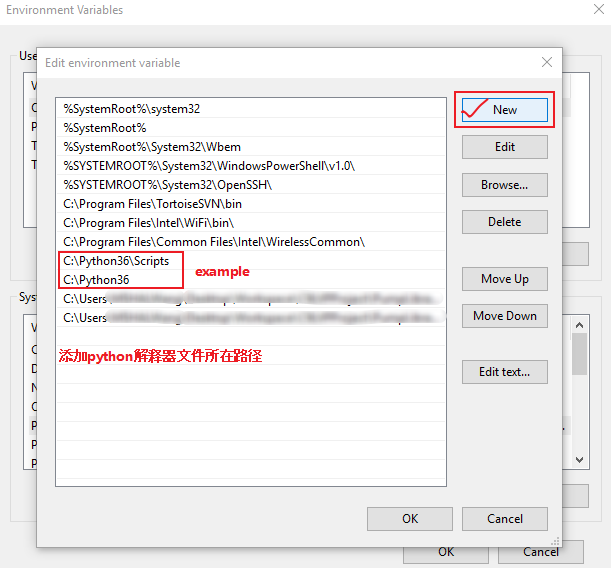 Environment Variables
Use
Edit environment variable
V
C
P
T
T
%SystemRoot%\system32
%SystemRoot%
%SystemRoot%\System32\Wbem
%SYSTEMROOT%\System32\WindowsPowerShell\v1.0\
%SYSTEMROOT%\System32\OpenSSH\
C:\Program Files\TortoiseSVN\bin
C:\Program Files\Intel\WiFi\bin\
C:\Program Files\Common Files\Intel\WirelessCommon\
C:\Python36\Scripts
example
C:\Python36
C:\Users
C:\Users
添加python解释器文件所在路径
New
Edit
Browse...
Delete
Move Up
Move Down
Edit text...
Sys
V
C
D
N
C
P
P
P
OK
Cancel
OK
Cancel